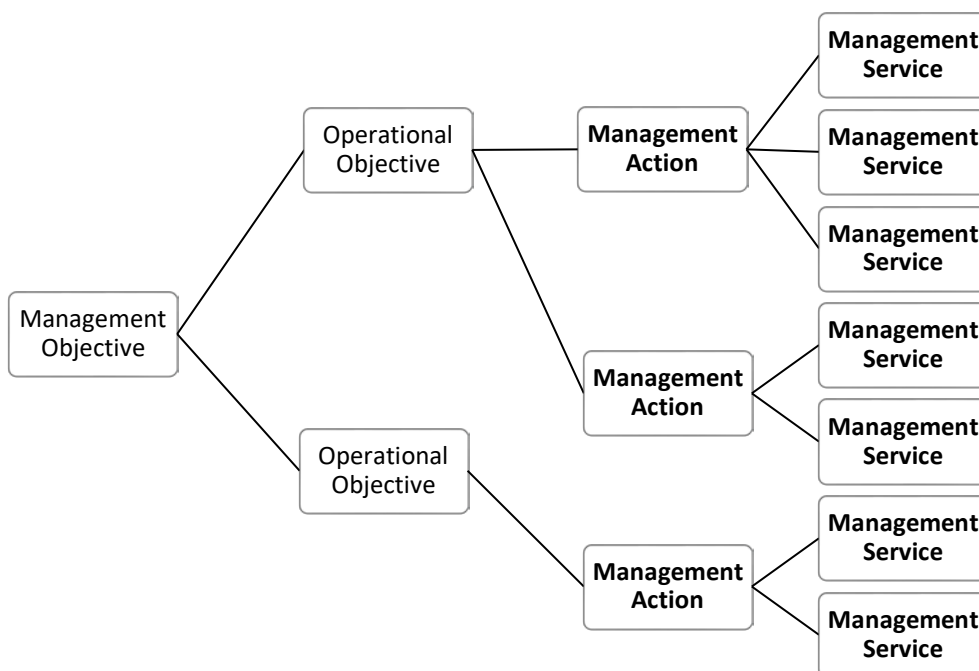 Management
Service
Operational
Objective
Management
Action
Management
Service
Management
Service
Management
Objective
Management
Action
Management
Service
Management
Service
Operational
Objective
Management
Action
Management
Service
Management
Service